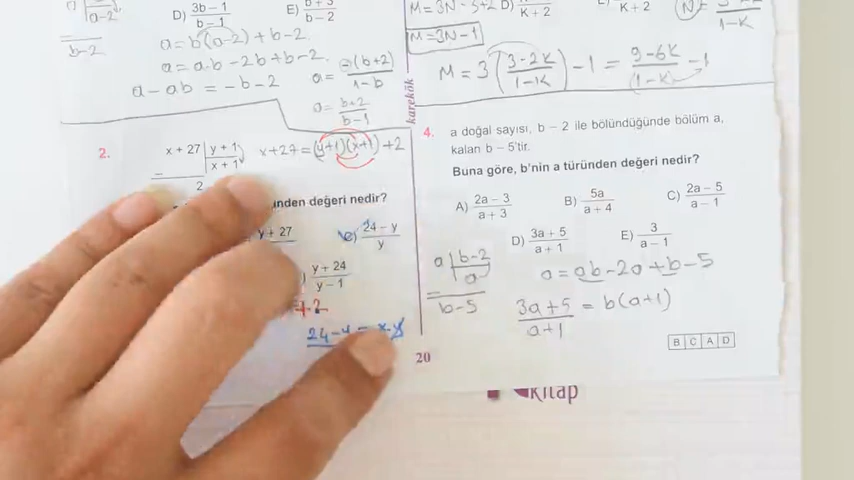 a-2
b-2
D) 3b-1 / b-1
E) b+3 / b-2
a = b(a-2) + b-2
a = ab - 2b + b - 2
a - ab = -b - 2
a = -(b+2) / 1-b
a = b+2 / b-1
M = 3N - 1
K+2
K+2
1-K
M = 3 (3-2K / 1-K) - 1 = 9-6K / (1-K) - 1
karekök
2.
x + 27 | y + 1
x + 1
2
x+27 = (y+1)(x+1)+2
ünden değeri nedir?
y + 27
24 - y / y
y + 24 / y - 1
+2
24-y = x.y
4.
a doğal sayısı, b – 2 ile bölündüğünde bölüm a,
kalan b – 5'tir.
Buna göre, b'nin a türünden değeri nedir?
A) 2a – 3 / a + 3
B) 5a / a + 4
C) 2a – 5 / a – 1
D) 3a + 5 / a + 1
E) 3 / a – 1
a | b-2
a
b-5
a = ab - 2a + b - 5
3a+5 / a+1 = b(a+1)
B C A D
20
kitap